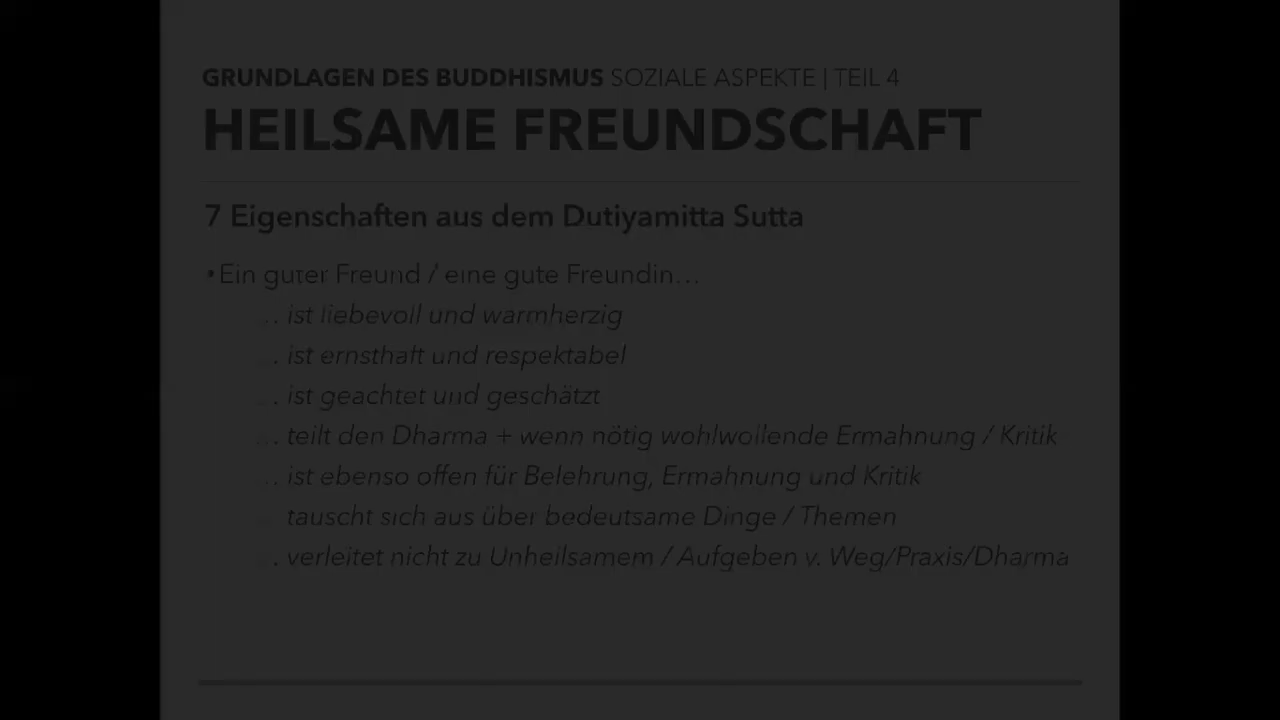 GRUNDLAGEN DES BUDDHISMUS SOZIALE ASPEKTE | TEIL 4
HEILSAME FREUNDSCHAFT
7 Eigenschaften aus dem Dutiyamitta Sutta
•Ein guter Freund / eine gute Freundin…
… ist liebevoll und warmherzig
… ist ernsthaft und respektabel
… ist geachtet und geschätzt
… teilt den Dharma + wenn nötig wohlwollende Ermahnung / Kritik
… ist ebenso offen für Belehrung, Ermahnung und Kritik
… tauscht sich aus über bedeutsame Dinge / Themen
… verleitet nicht zu Unheilsamem / Aufgeben v. Weg/Praxis/Dharma